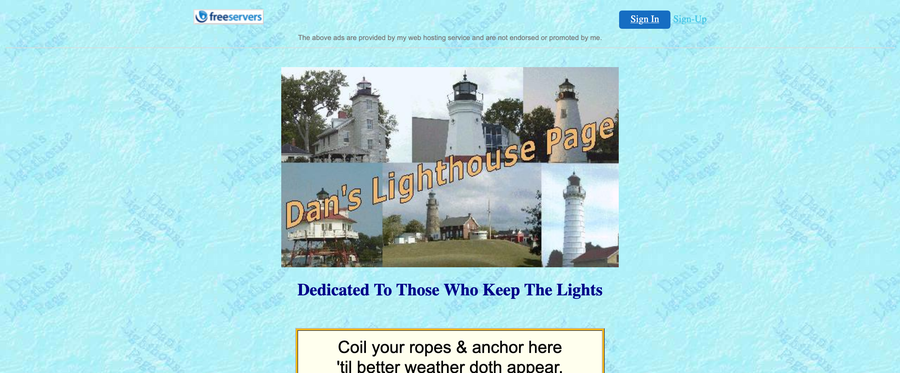 freeservers
Sign In
Sign-Up
The above ads are provided by my web hosting service and are not endorsed or promoted by me.
Dan's Lighthouse Page
Dedicated To Those Who Keep The Lights
Coil your ropes & anchor here
'til better weather doth appear.